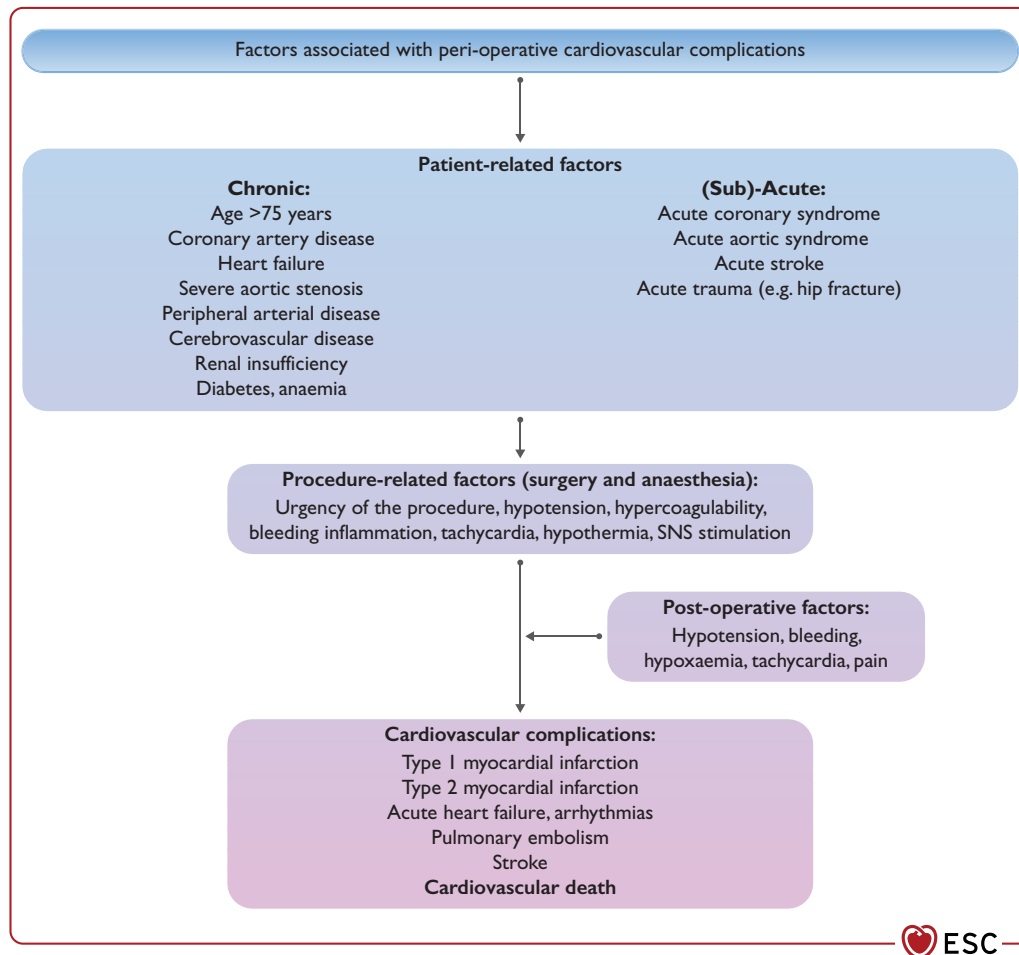 Factors associated with peri-operative cardiovascular complications
Patient-related factors
Chronic:
Age >75 years
Coronary artery disease
Heart failure
Severe aortic stenosis
Peripheral arterial disease
Cerebrovascular disease
Renal insufficiency
Diabetes, anaemia
(Sub)-Acute:
Acute coronary syndrome
Acute aortic syndrome
Acute stroke
Acute trauma (e.g. hip fracture)
Procedure-related factors (surgery and anaesthesia):
Urgency of the procedure, hypotension, hypercoagulability,
bleeding inflammation, tachycardia, hypothermia, SNS stimulation
Post-operative factors:
Hypotension, bleeding,
hypoxaemia, tachycardia, pain
Cardiovascular complications:
Type 1 myocardial infarction
Type 2 myocardial infarction
Acute heart failure, arrhythmias
Pulmonary embolism
Stroke
Cardiovascular death
ESC